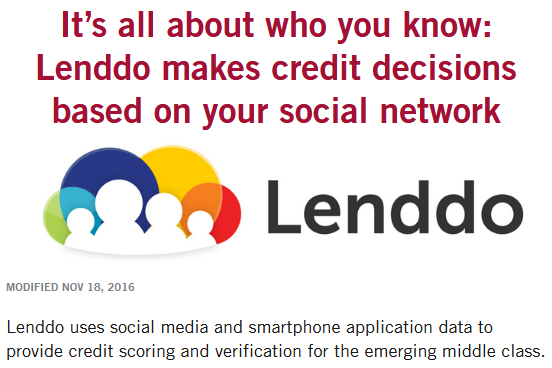 It's all about who you know:
Lenddo makes credit decisions
based on your social network
Lenddo
MODIFIED NOV 18, 2016
Lenddo uses social media and smartphone application data to
provide credit scoring and verification for the emerging middle class.